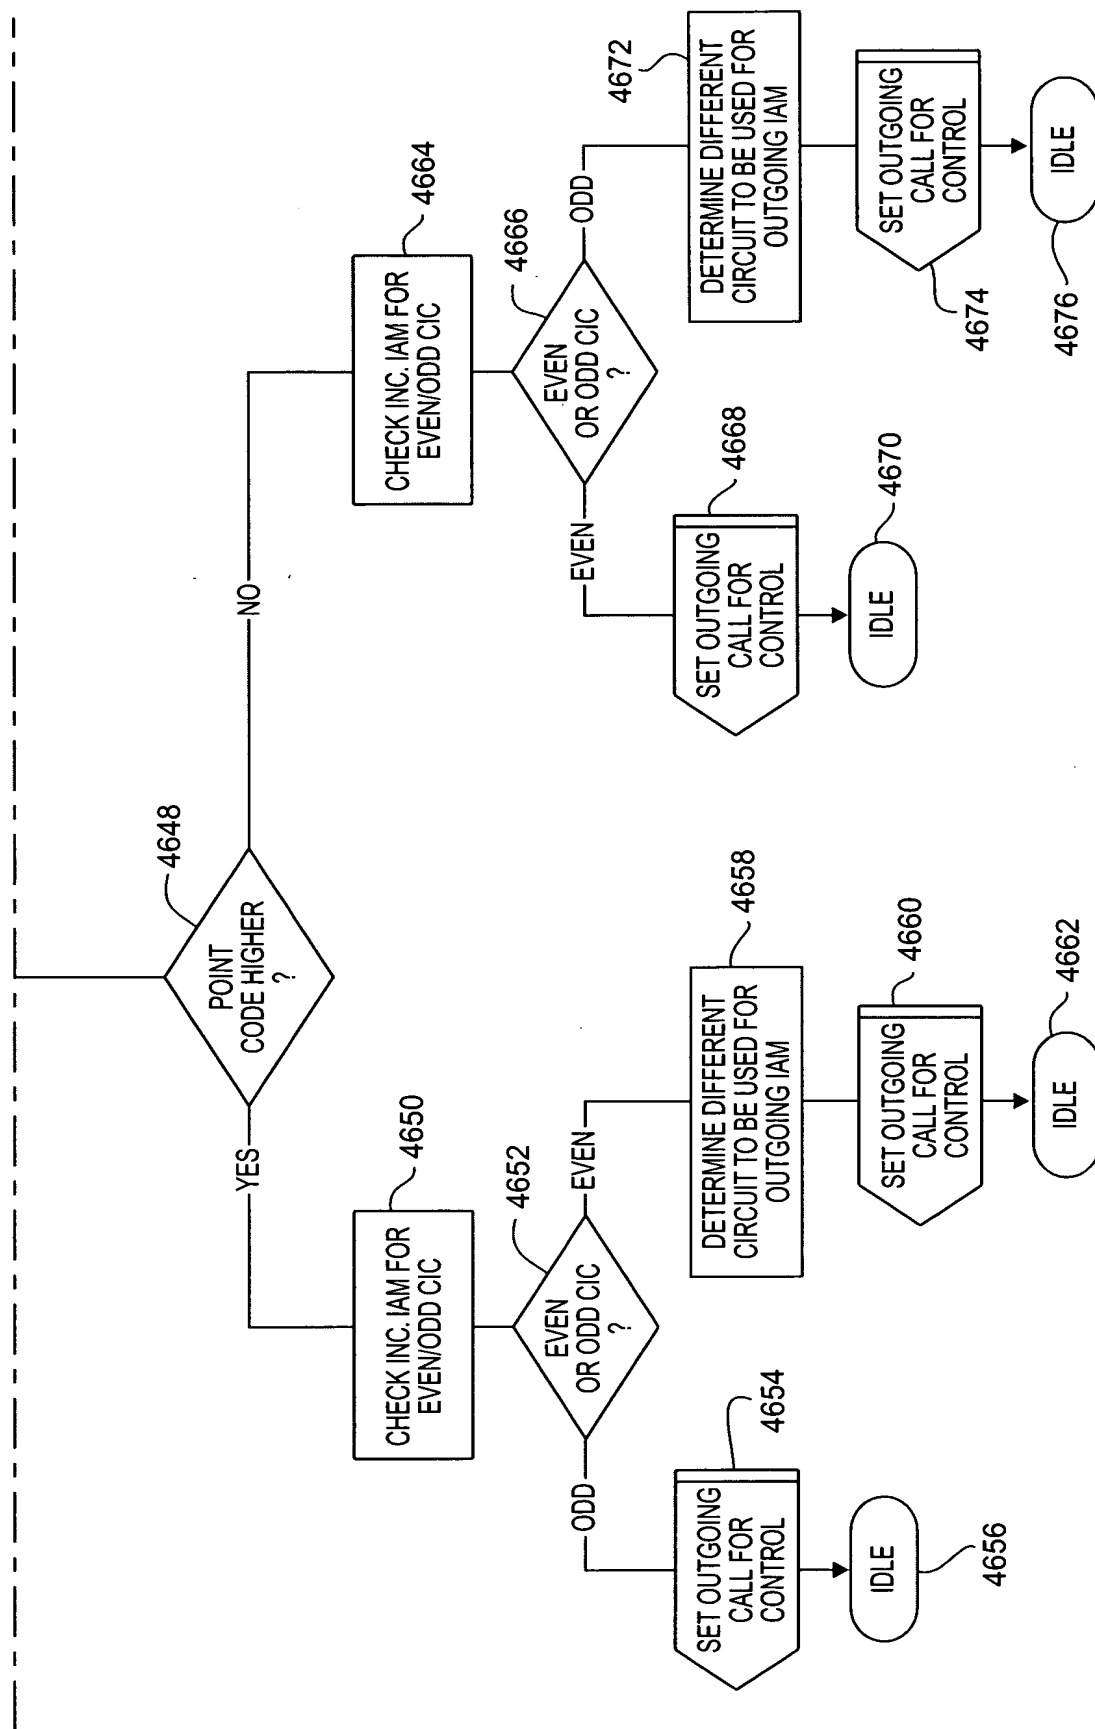 4648
POINT
CODE HIGHER
?
YES
NO
4650
CHECK INC. IAM FOR
EVEN/ODD CIC
4652
EVEN
OR ODD CIC
?
ODD
EVEN
4654
SET OUTGOING
CALL FOR
CONTROL
IDLE
4656
4658
DETERMINE DIFFERENT
CIRCUIT TO BE USED FOR
OUTGOING IAM
4660
SET OUTGOING
CALL FOR
CONTROL
4662
IDLE
4664
CHECK INC. IAM FOR
EVEN/ODD CIC
4666
EVEN
OR ODD CIC
?
EVEN
ODD
4668
SET OUTGOING
CALL FOR
CONTROL
4670
IDLE
4672
DETERMINE DIFFERENT
CIRCUIT TO BE USED FOR
OUTGOING IAM
SET OUTGOING
CALL FOR
CONTROL
4674
IDLE
4676